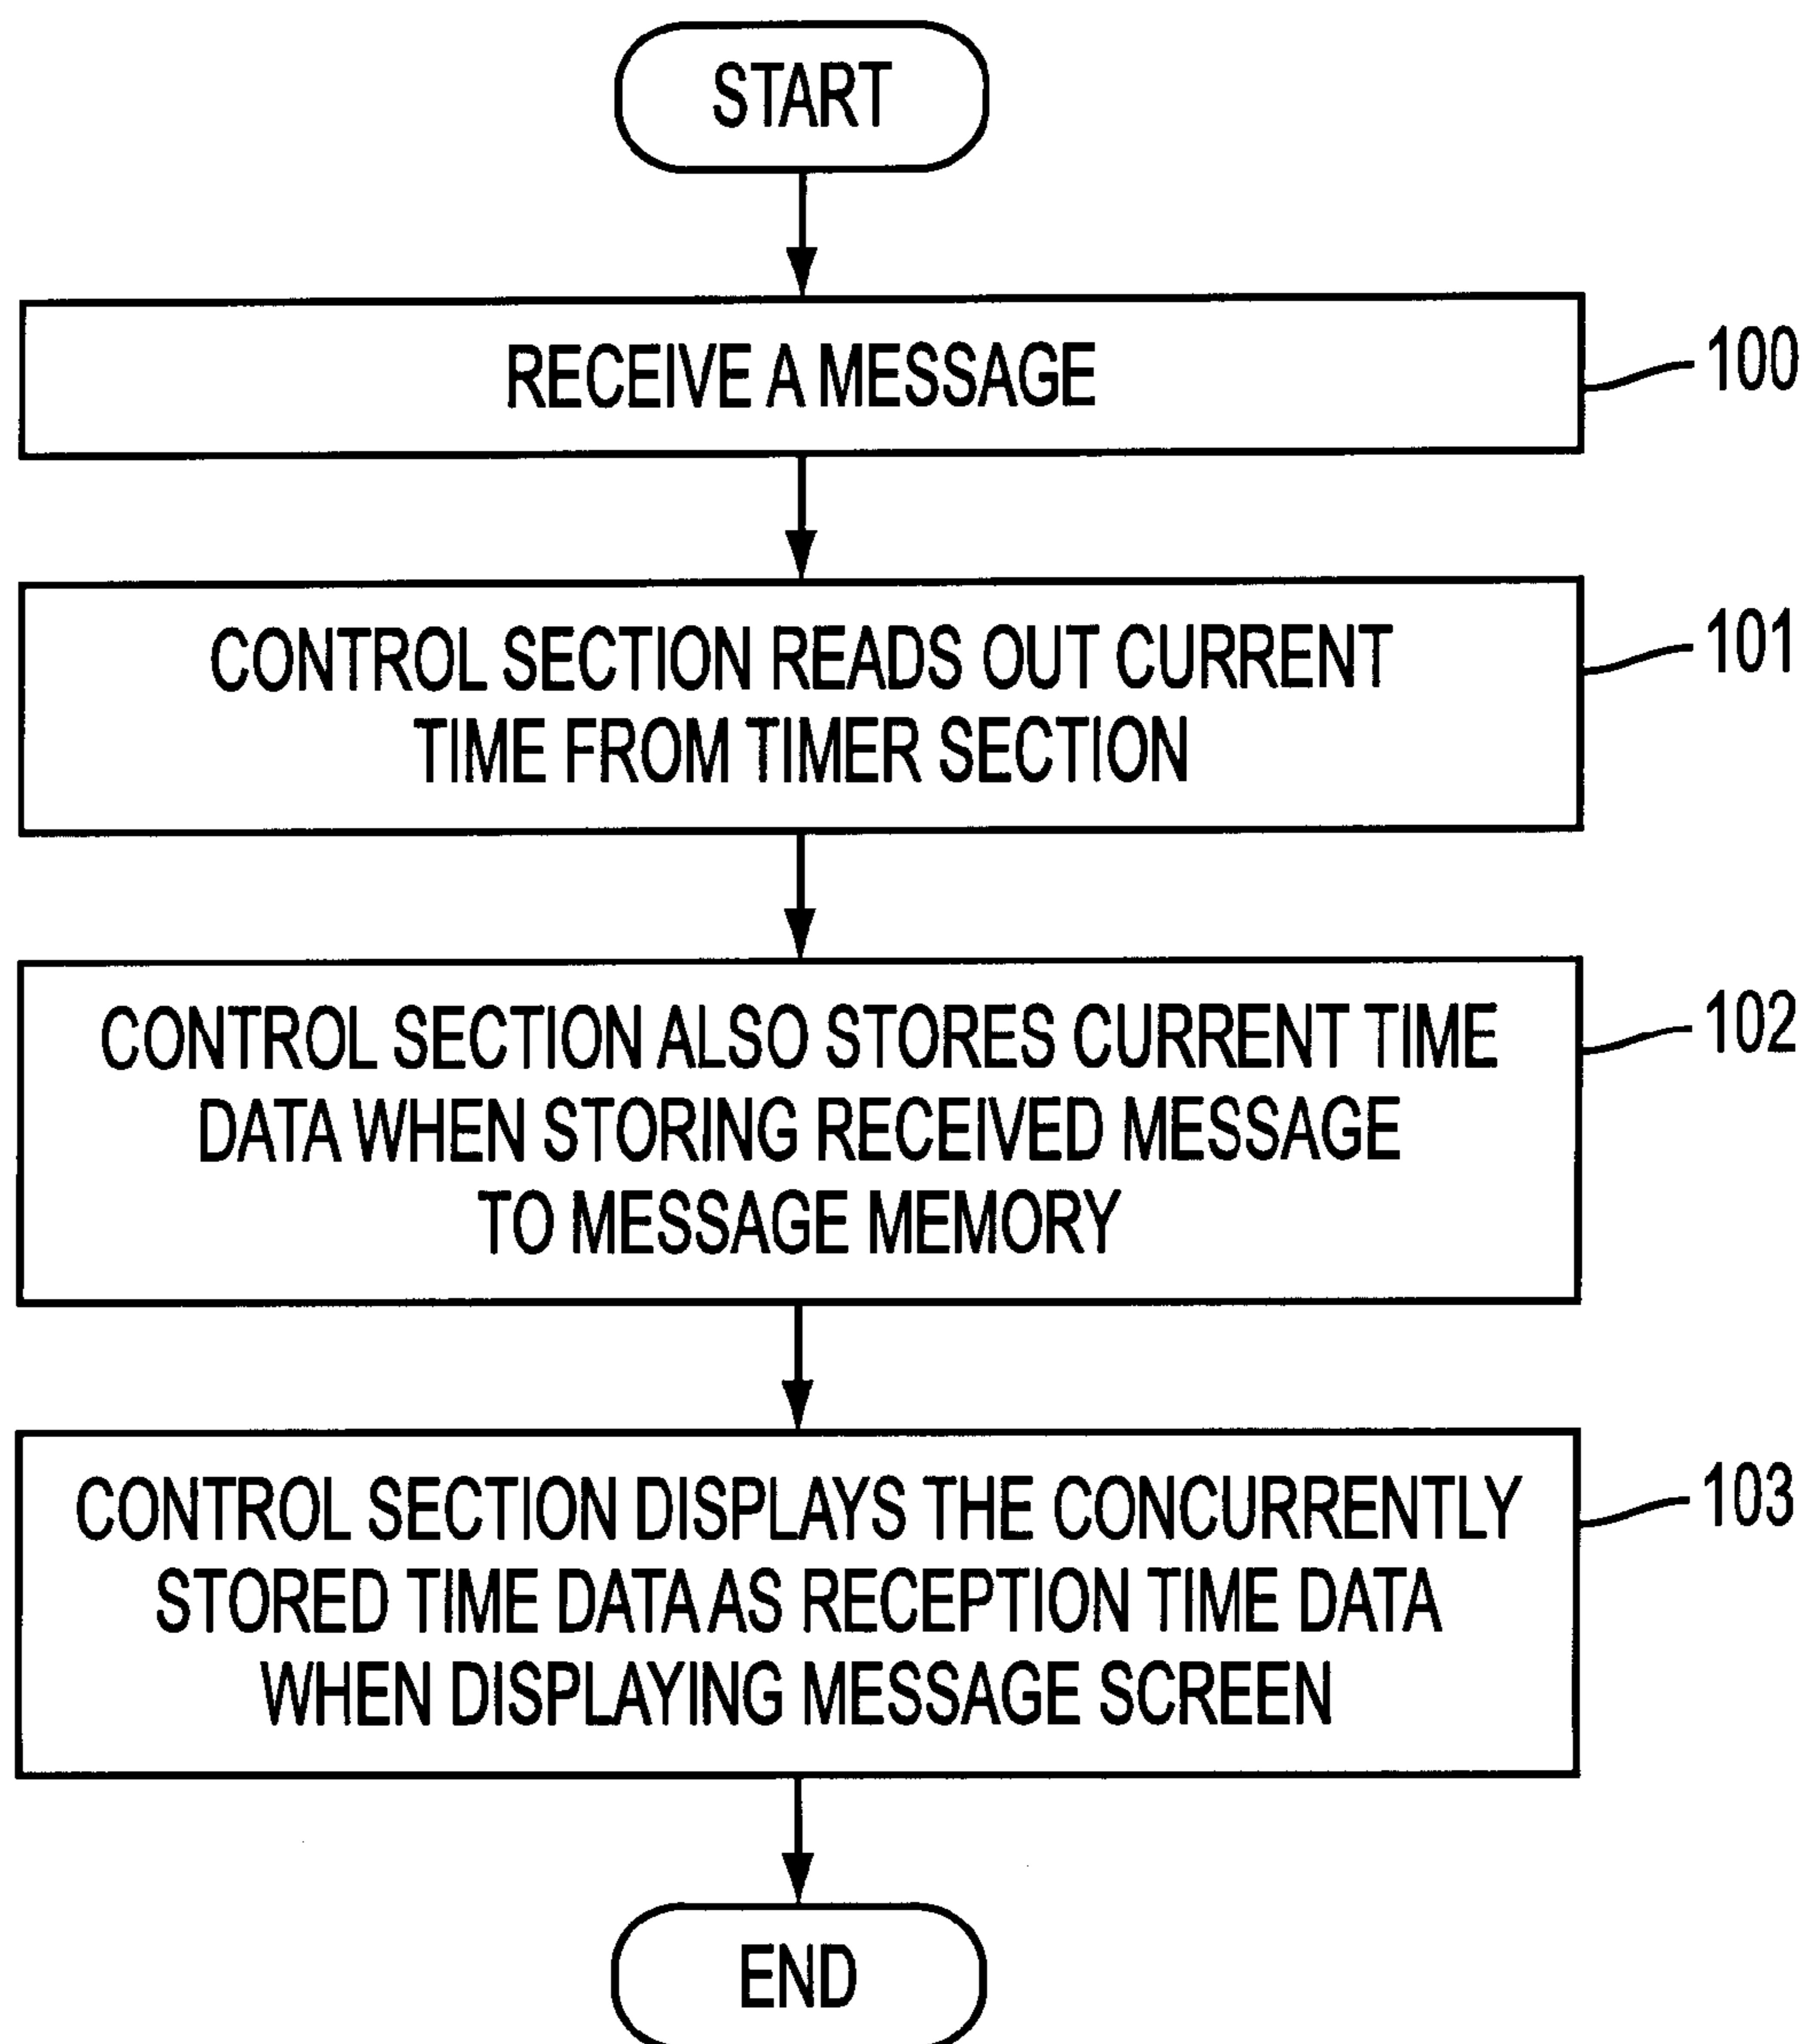 START
RECEIVE A MESSAGE
100
CONTROL SECTION READS OUT CURRENT
TIME FROM TIMER SECTION
101
CONTROL SECTION ALSO STORES CURRENT TIME
DATA WHEN STORING RECEIVED MESSAGE
TO MESSAGE MEMORY
102
CONTROL SECTION DISPLAYS THE CONCURRENTLY
STORED TIME DATA AS RECEPTION TIME DATA
WHEN DISPLAYING MESSAGE SCREEN
103
END